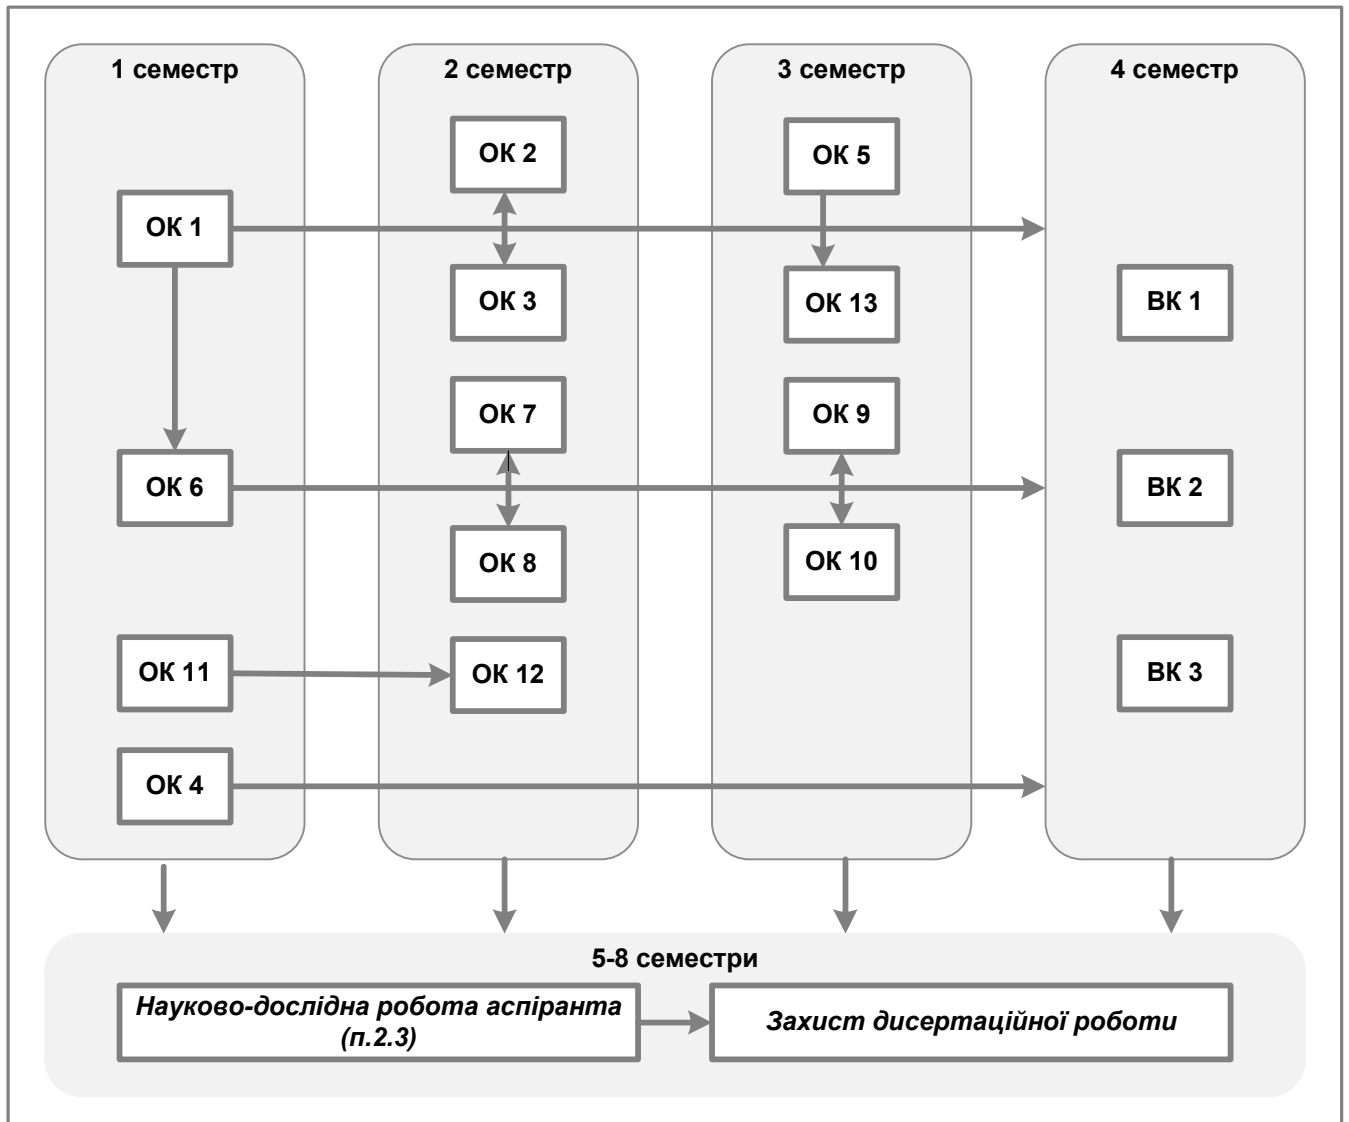 1 семестр
2 семестр
3 семестр
4 семестр
ОК 2
ОК 5
ОК 1
ОК 3
ОК 13
ВК 1
ОК 7
ОК 9
ОК 6
ВК 2
ОК 8
ОК 10
ОК 11
ОК 12
ВК 3
ОК 4
5-8 семестри
Науково-дослідна робота аспіранта
(п.2.3)
Захист дисертаційної роботи